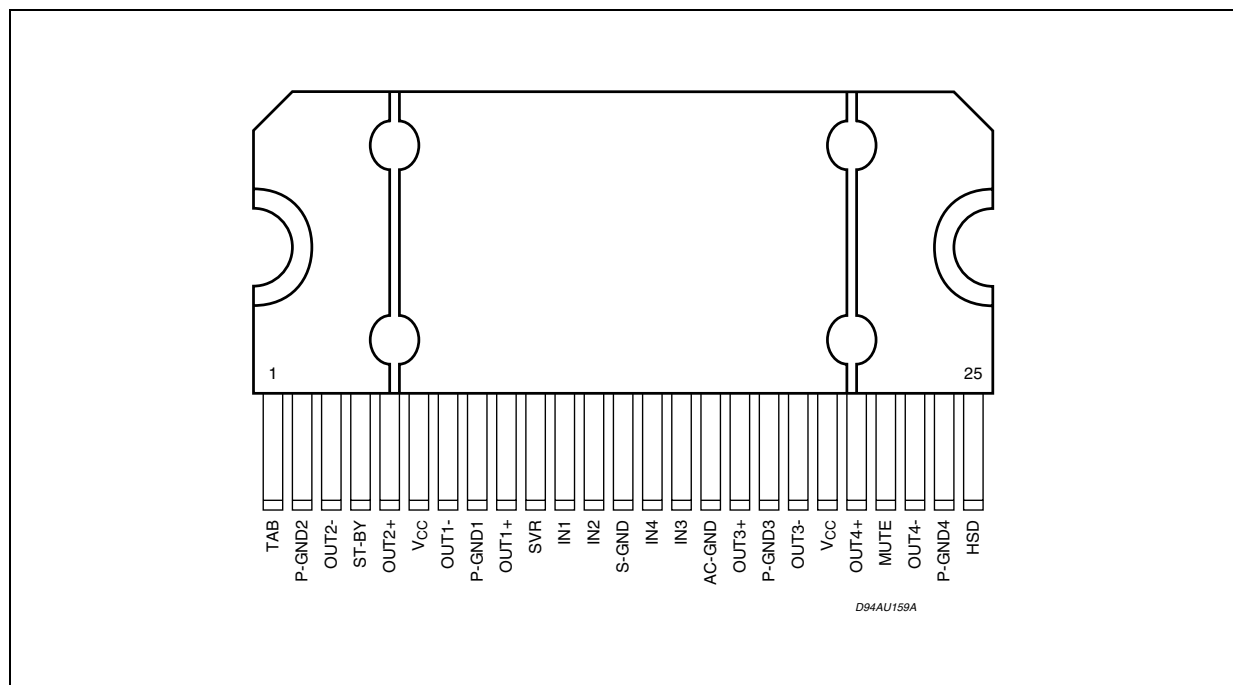 1
25
TAB
P-GND2
OUT2-
ST-BY
OUT2+
VCC
OUT1-
P-GND1
OUT1+
SVR
IN1
IN2
S-GND
IN4
IN3
AC-GND
OUT3+
P-GND3
OUT3-
VCC
OUT4+
MUTE
OUT4-
P-GND4
HSD
D94AU159A